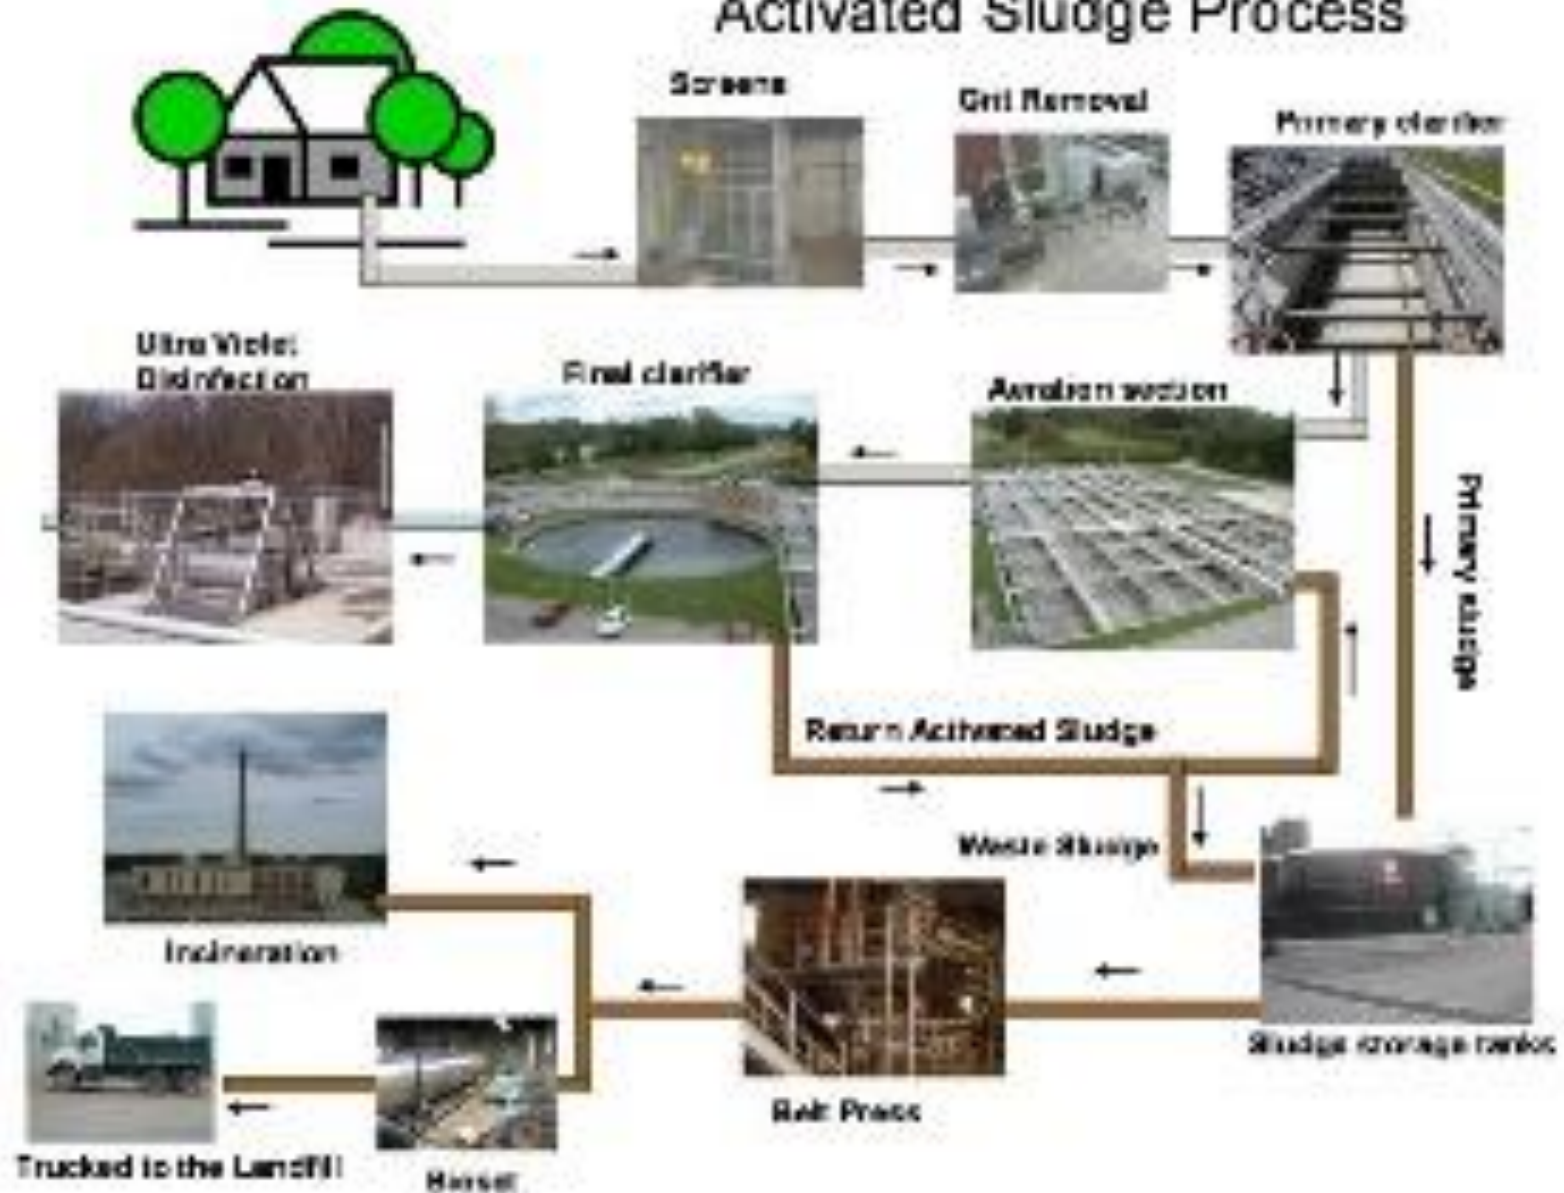 Activated Sludge Process
Screens
Grit Removal
Primary clarifier
Ultra Violet
Disinfection
Final clarifier
Aeration section
Primary sludge
Return Activated Sludge
Waste Sludge
Incineration
Sludge storage tanks
Belt Press
Trucked to the Landfill